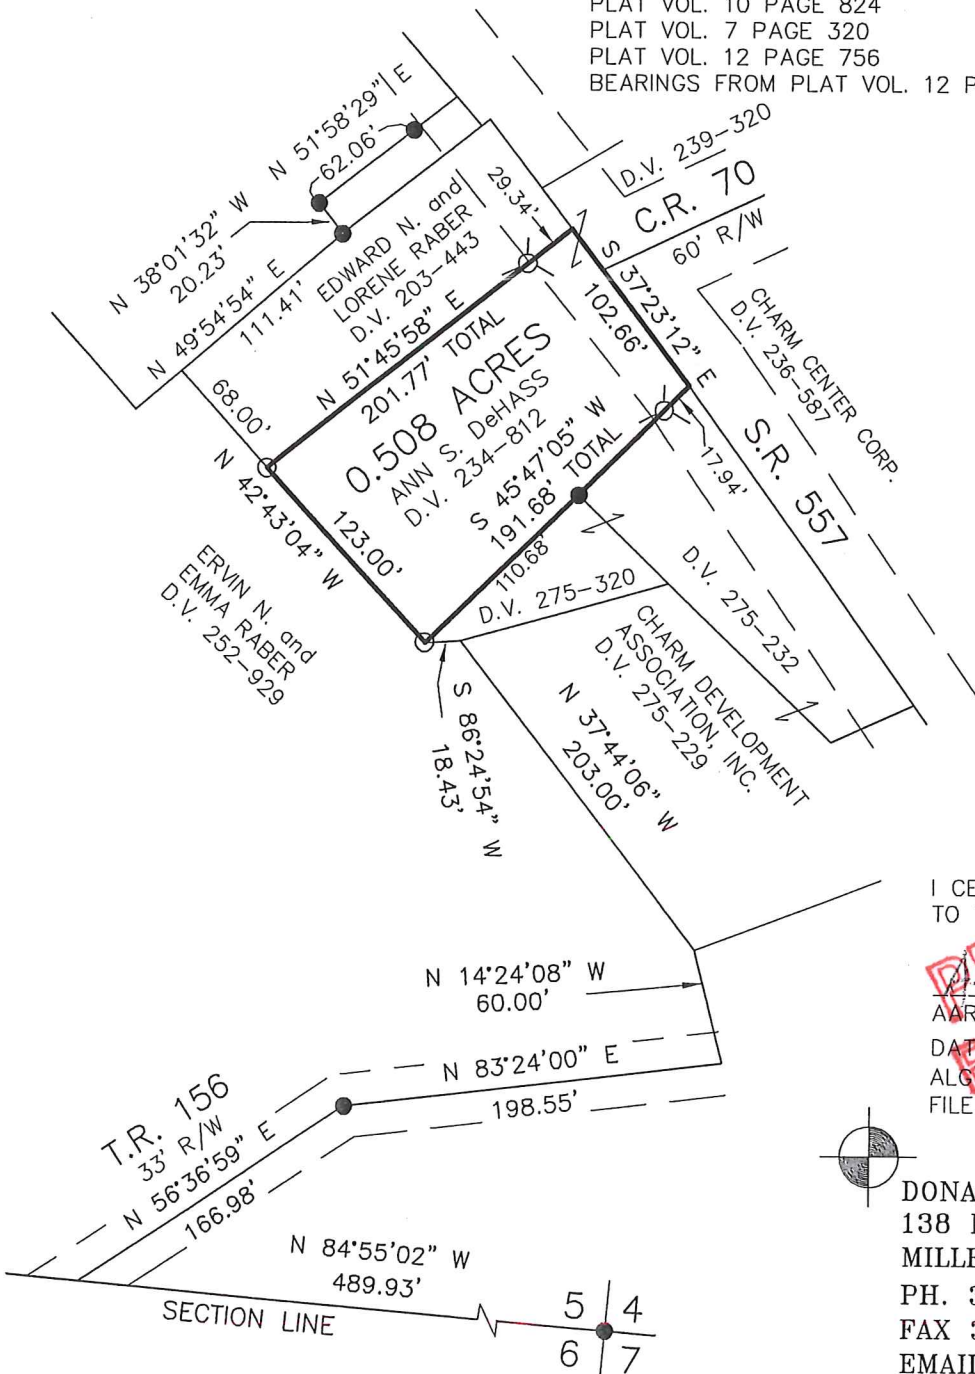 PLAT VOL. 10 PAGE 824
PLAT VOL. 7 PAGE 320
PLAT VOL. 12 PAGE 756
BEARINGS FROM PLAT VOL. 12 P
N 51°58'29" E
62.06'
N 38°01'32" W
20.23'
N 49°54'54" E
111.41'
EDWARD N. and
LORENE RABER
D.V. 203-443
29.34'
D.V. 239-320
C.R. 70
60' R/W
S 37°23'12" E
102.66'
N 51°45'58" E
201.77' TOTAL
0.508 ACRES
ANN S. DeHASS
D.V. 234-812
S 45°47'05" W
191.68' TOTAL
110.68'
17.94'
CHARM CENTER CORP.
D.V. 236-587
S.R. 557
68.00'
N 42°43'04" W
123.00'
ERVIN N. and
EMMA RABER
D.V. 252-929
D.V. 275-320
D.V. 275-232
CHARM DEVELOPMENT
ASSOCIATION, INC.
D.V. 275-229
S 86°24'54" W
18.43'
N 37°44'06" W
203.00'
I CE
TO
N 14°24'08" W
60.00'
AAR
DAT
ALG
FILE
N 83°24'00" E
198.55'
T.R. 156
33' R/W
N 56°36'59" E
166.98'
N 84°55'02" W
489.93'
SECTION LINE
5 4
6 7
DONA
138
MILLE
PH. 3
FAX 3
EMAIL